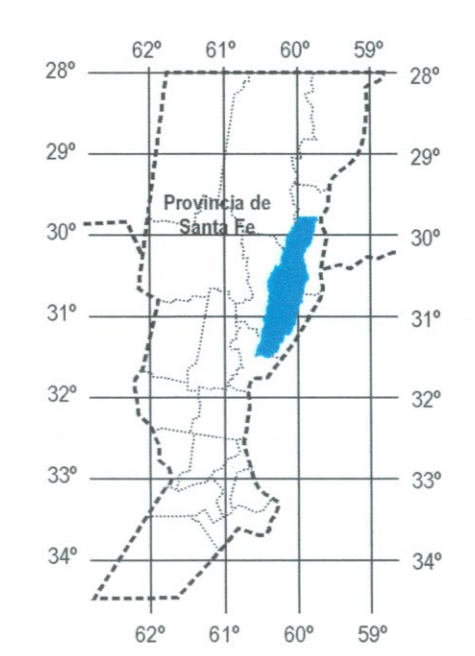 62º 61º 60º 59º
28º 28º
29º 29º
Provincia de
Santa Fe
30º 30º
31º 31º
32º 32º
33º 33º
34º 34º
62º 61º 60º 59º